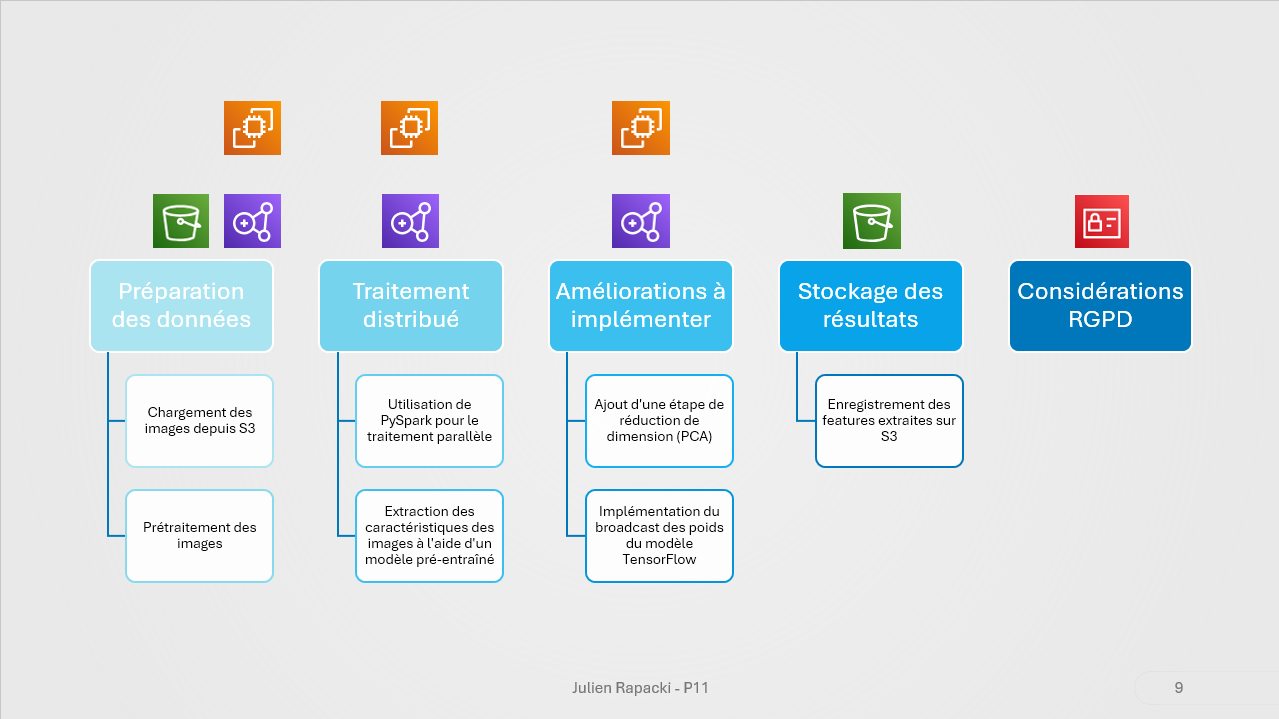 Préparation
des données
Chargement des
images depuis S3
Prétraitement des
images
Traitement
distribué
Utilisation de
PySpark pour le
traitement parallèle
Extraction des
caractéristiques des
images à l'aide d'un
modèle pré-entraîné
Améliorations à
implémenter
Ajout d'une étape de
réduction de
dimension (PCA)
Implémentation du
broadcast des poids
du modèle
TensorFlow
Stockage des
résultats
Enregistrement des
features extraites sur
S3
Considérations
RGPD
Julien Rapacki - P11
9